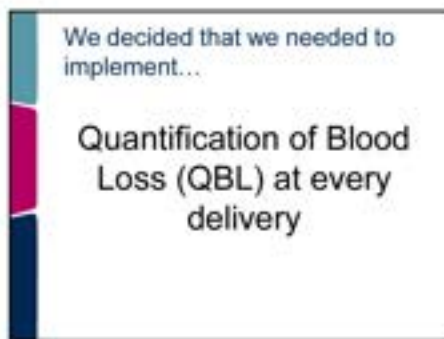 We decided that we needed to
implement…
Quantification of Blood
Loss (QBL) at every
delivery